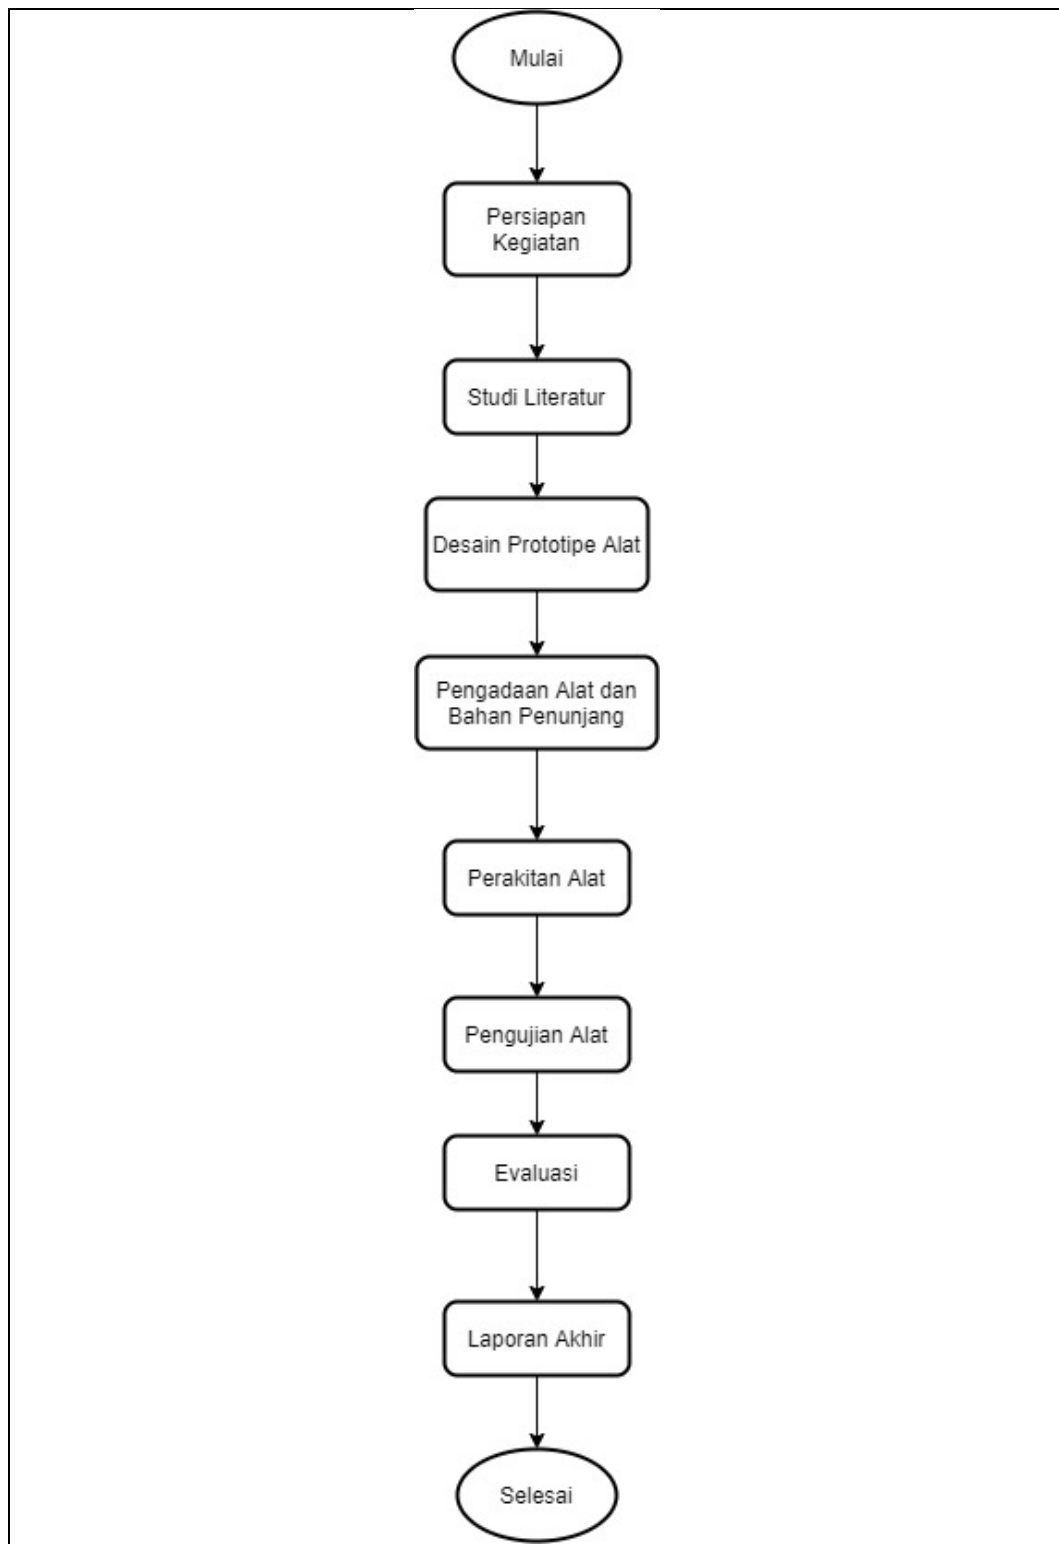 Mulai
Persiapan
Kegiatan
Studi Literatur
Desain Prototipe Alat
Pengadaan Alat dan
Bahan Penunjang
Perakitan Alat
Pengujian Alat
Evaluasi
Laporan Akhir
Selesai